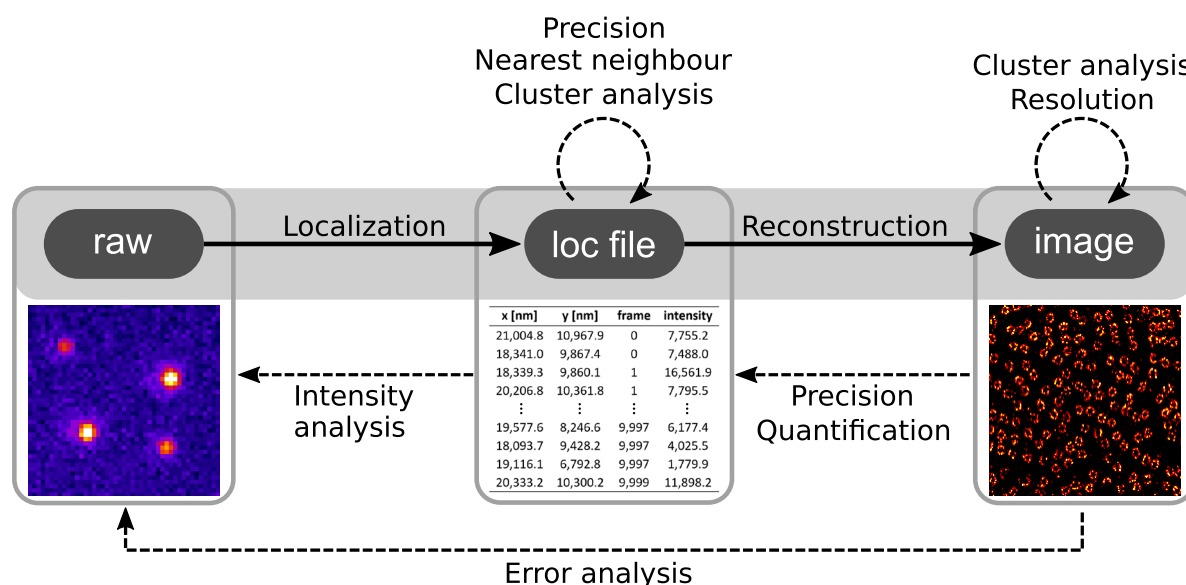 Precision
Nearest neighbour
Cluster analysis
Cluster analysis
Resolution
raw
Localization
loc file
Reconstruction
image
x [nm] y [nm] frame intensity
21,004.8 10,967.9 0 7,755.2
18,341.0 9,867.4 0 7,488.0
18,339.3 9,860.1 1 16,561.9
20,206.8 10,361.8 1 7,795.5
⋮ ⋮ ⋮ ⋮
19,577.6 8,246.6 9,997 6,177.4
18,093.7 9,428.2 9,997 4,025.5
19,116.1 6,792.8 9,997 1,779.9
20,333.2 10,300.2 9,999 11,898.2
Intensity
analysis
Precision
Quantification
Error analysis